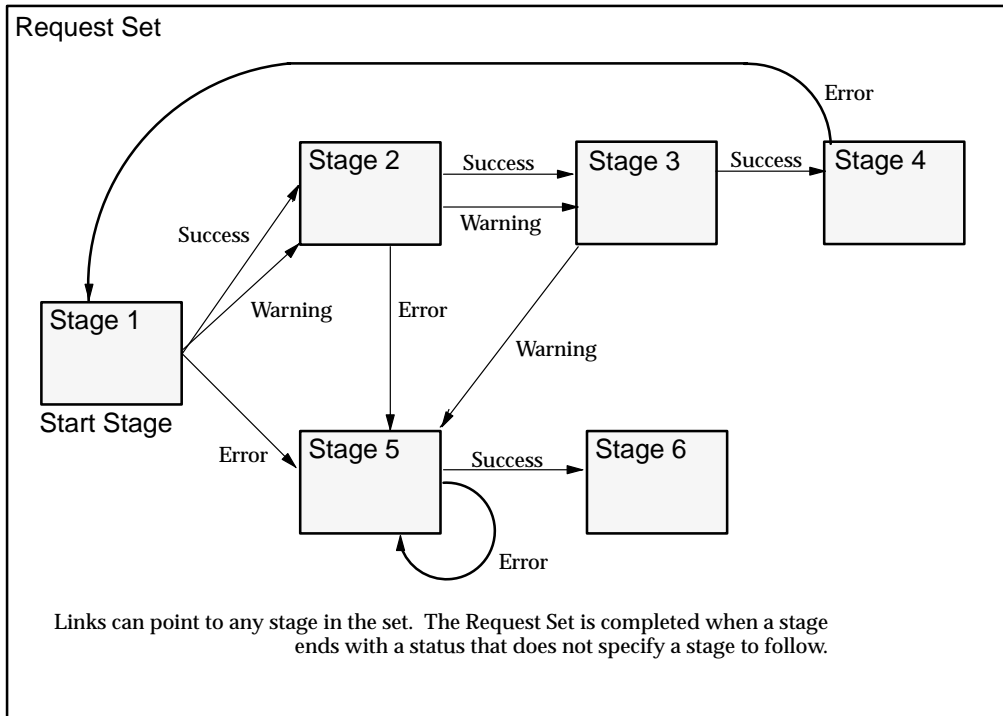 Request Set
Error
Stage 2
Success
Stage 3
Success
Stage 4
Warning
Success
Warning
Stage 1
Error
Warning
Start Stage
Error
Stage 5
Success
Stage 6
Error
Links can point to any stage in the set. The Request Set is completed when a stage
ends with a status that does not specify a stage to follow.